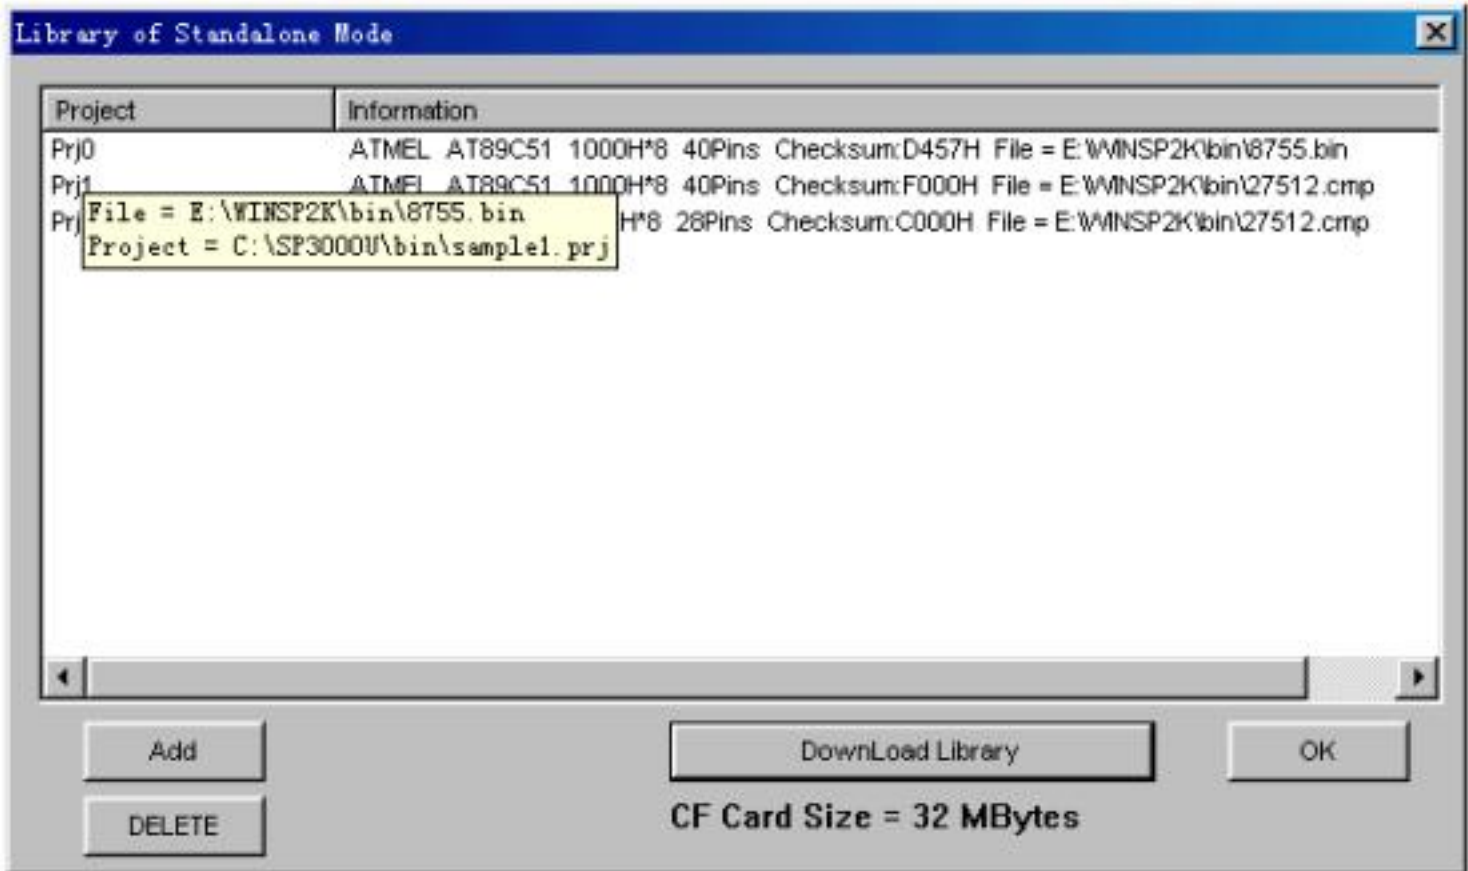 Library of Standalone Mode
Project Information
Prj0 ATMEL AT89C51 1000H*8 40Pins Checksum:D457H File = E:\WINSP2K\bin\8755.bin
Prj1 ATMEL AT89C51 1000H*8 40Pins Checksum:F000H File = E:\WINSP2K\bin\27512.cmp
Prj H*8 28Pins Checksum:C000H File = E:\WINSP2K\bin\27512.cmp
File = E:\WINSP2K\bin\8755.bin
Project = C:\SP3000U\bin\sample1.prj
Add DownLoad Library OK
DELETE CF Card Size = 32 MBytes